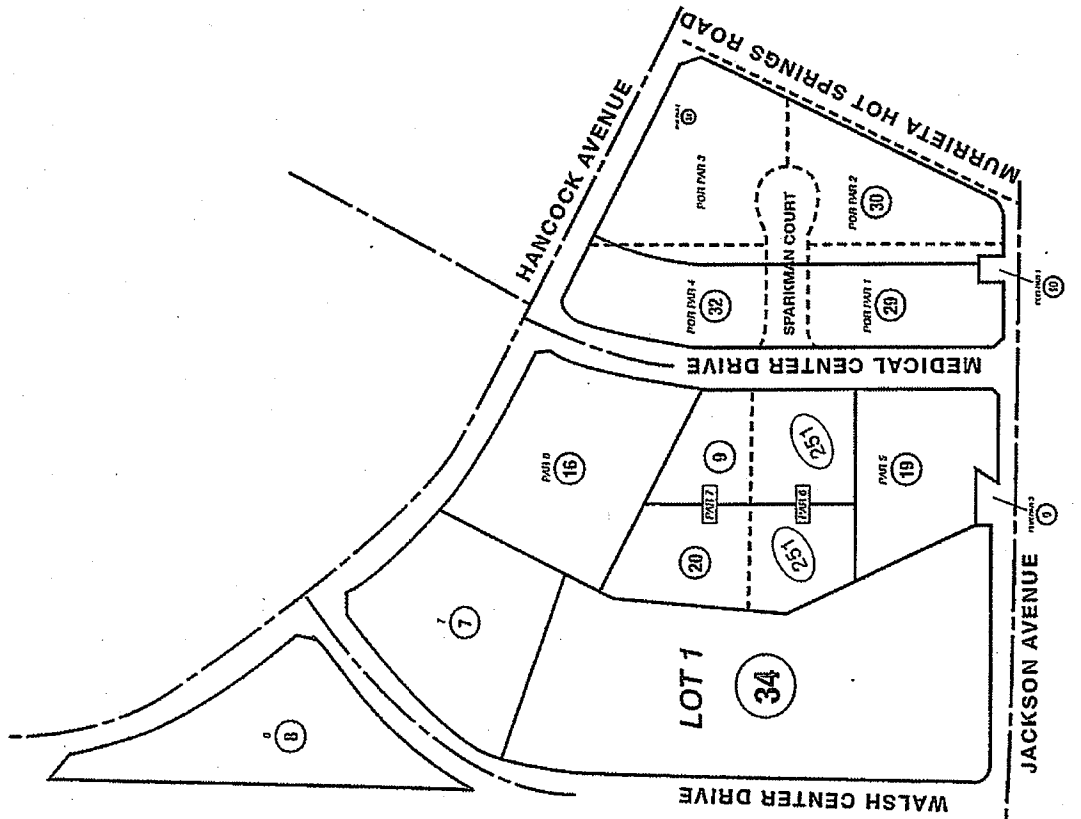 HANCOCK AVENUE
MURRIETA HOT SPRINGS ROAD
POR PAR 3
POR PAR 2
30
SPARKMAN COURT
POR PAR 4
32
POR PAR 1
29
10
MEDICAL CENTER DRIVE
16
9
251
PAR 5
19
PAR 7
PAR 6
20
251
9
7
7
LOT 1
34
8
WALSH CENTER DRIVE
JACKSON AVENUE